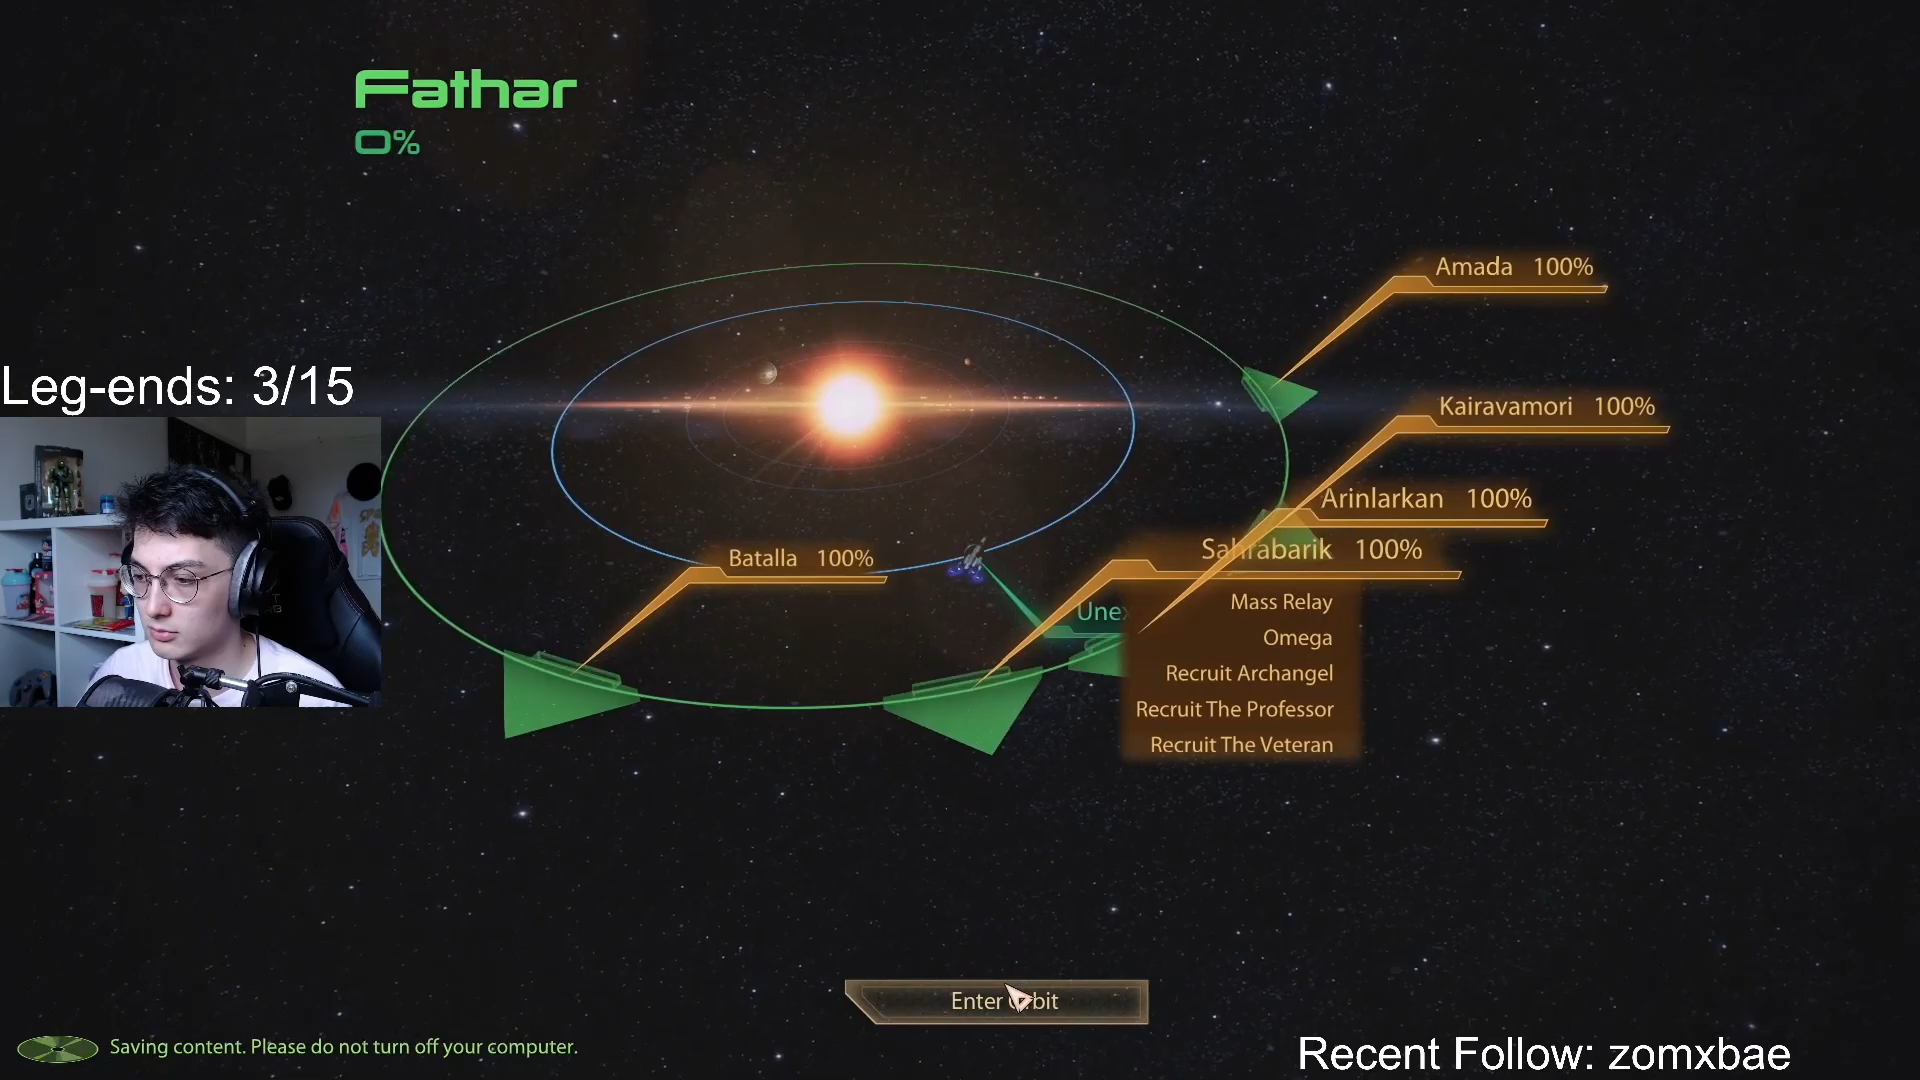 Fathar
0%
Amada 100%
Leg-ends: 3/15
Kairavamori 100%
Arinlarkan 100%
Sahrabarik 100%
Batalla 100%
Mass Relay
Omega
Recruit Archangel
Recruit The Professor
Recruit The Veteran
Enter Orbit
Saving content. Please do not turn off your computer.
Recent Follow: zomxbae